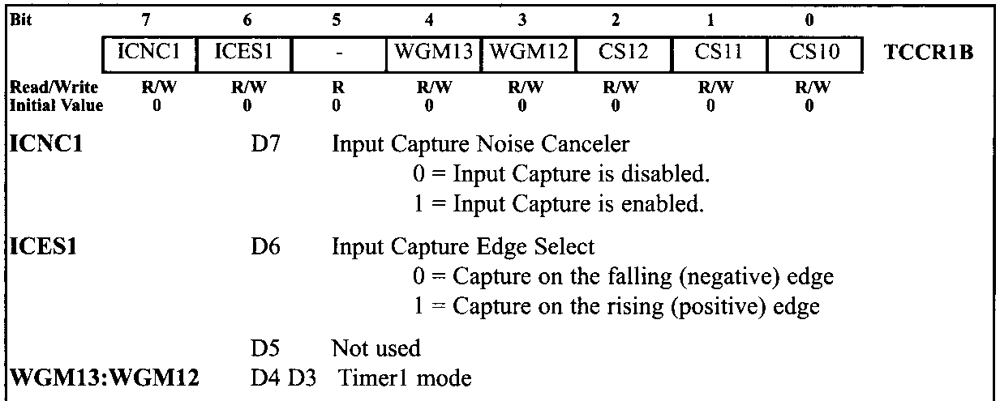 Bit 7 6 5 4 3 2 1 0
ICNC1 ICES1 - WGM13 WGM12 CS12 CS11 CS10 TCCR1B
Read/Write R/W R/W R R/W R/W R/W R/W R/W
Initial Value 0 0 0 0 0 0 0 0
ICNC1 D7 Input Capture Noise Canceler
0 = Input Capture is disabled.
1 = Input Capture is enabled.
ICES1 D6 Input Capture Edge Select
0 = Capture on the falling (negative) edge
1 = Capture on the rising (positive) edge
D5 Not used
WGM13:WGM12 D4 D3 Timer1 mode